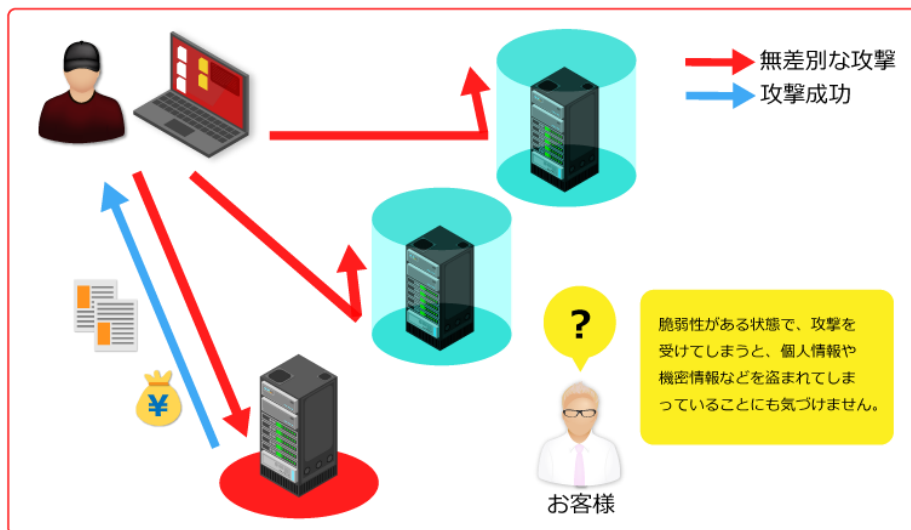 無差別な攻撃
攻撃成功
?
脆弱性がある状態で、攻撃を
受けてしまうと、個人情報や
機密情報などを盗まれてしま
っていることにも気づけません。
¥
お客様